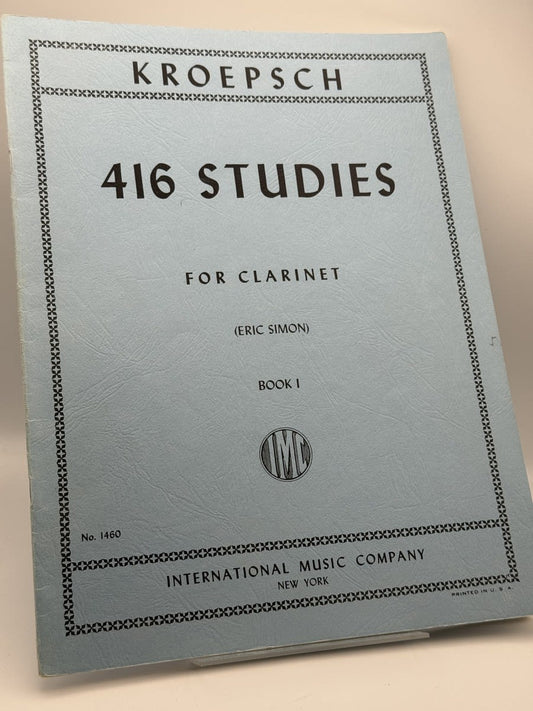 KROEPSCH
416 STUDIES
FOR CLARINET
(ERIC SIMON)
BOOK I
IMC
No. 1460
INTERNATIONAL MUSIC COMPANY
NEW YORK
PRINTED IN U. S. A.